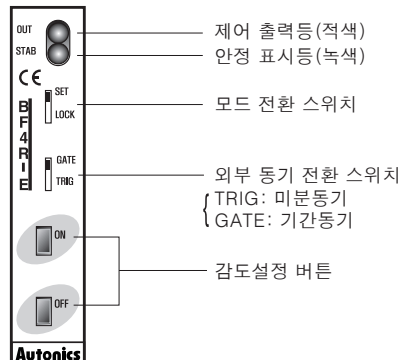 OUT
제어 출력등(적색)
STAB
안정 표시등(녹색)
CE
SET
모드 전환 스위치
LOCK
BF4RIE
GATE
외부 동기 전환 스위치
TRIG
TRIG: 미분동기
GATE: 기간동기
ON
감도설정 버튼
OFF
Autonics